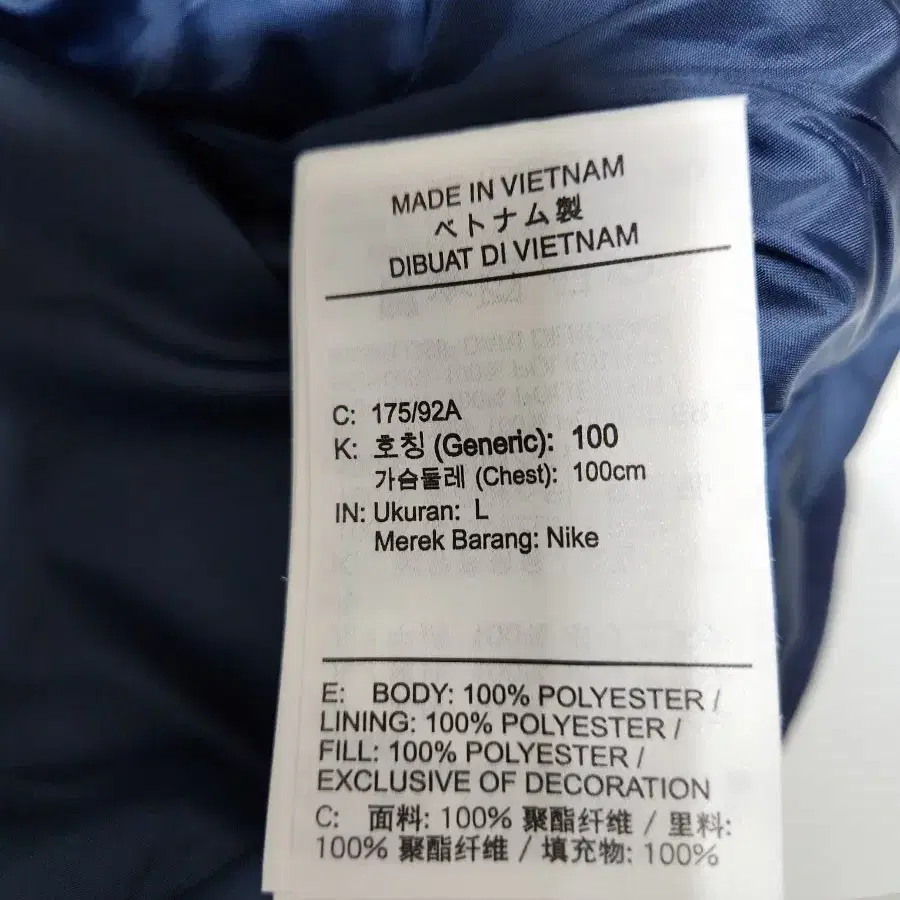 MADE IN VIETNAM
ベトナム製
DIBUAT DI VIETNAM
C: 175/92A
K: 호칭 (Generic): 100
가슴둘레 (Chest): 100cm
IN: Ukuran: L
Merek Barang: Nike
E: BODY: 100% POLYESTER /
LINING: 100% POLYESTER /
FILL: 100% POLYESTER /
EXCLUSIVE OF DECORATION
C: 面料: 100% 聚酯纤维 / 里料:
100% 聚酯纤维 / 填充物: 100%